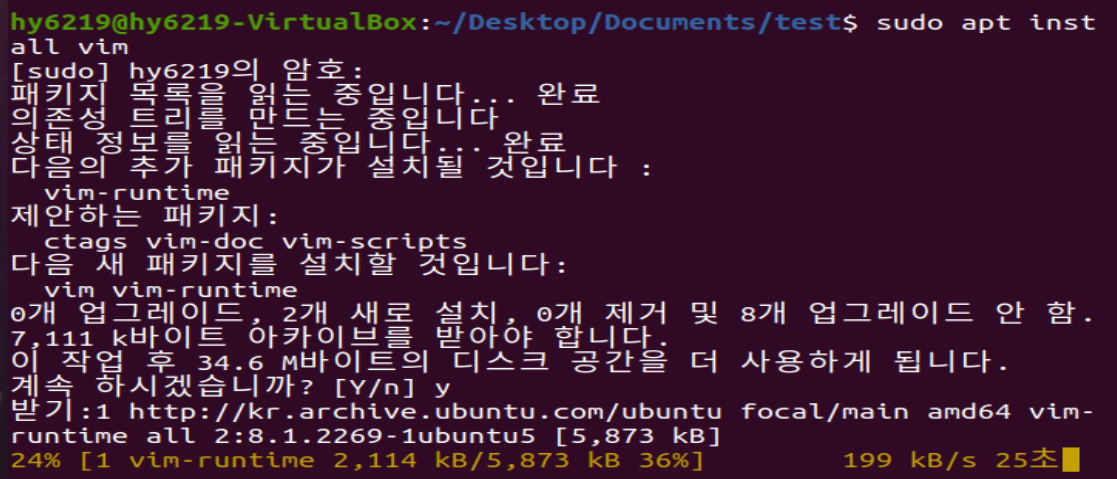 hy6219@hy6219-VirtualBox:~/Desktop/Documents/test$ sudo apt inst
all vim
[sudo] hy6219의 암호:
패키지 목록을 읽는 중입니다... 완료
의존성 트리를 만드는 중입니다
상태 정보를 읽는 중입니다... 완료
다음의 추가 패키지가 설치될 것입니다 :
  vim-runtime
제안하는 패키지:
  ctags vim-doc vim-scripts
다음 새 패키지를 설치할 것입니다:
  vim vim-runtime
0개 업그레이드, 2개 새로 설치, 0개 제거 및 8개 업그레이드 안 함.
7,111 k바이트 아카이브를 받아야 합니다.
이 작업 후 34.6 M바이트의 디스크 공간을 더 사용하게 됩니다.
계속 하시겠습니까? [Y/n] y
받기:1 http://kr.archive.ubuntu.com/ubuntu focal/main amd64 vim-
runtime all 2:8.1.2269-1ubuntu5 [5,873 kB]
24% [1 vim-runtime 2,114 kB/5,873 kB 36%] 199 kB/s 25초